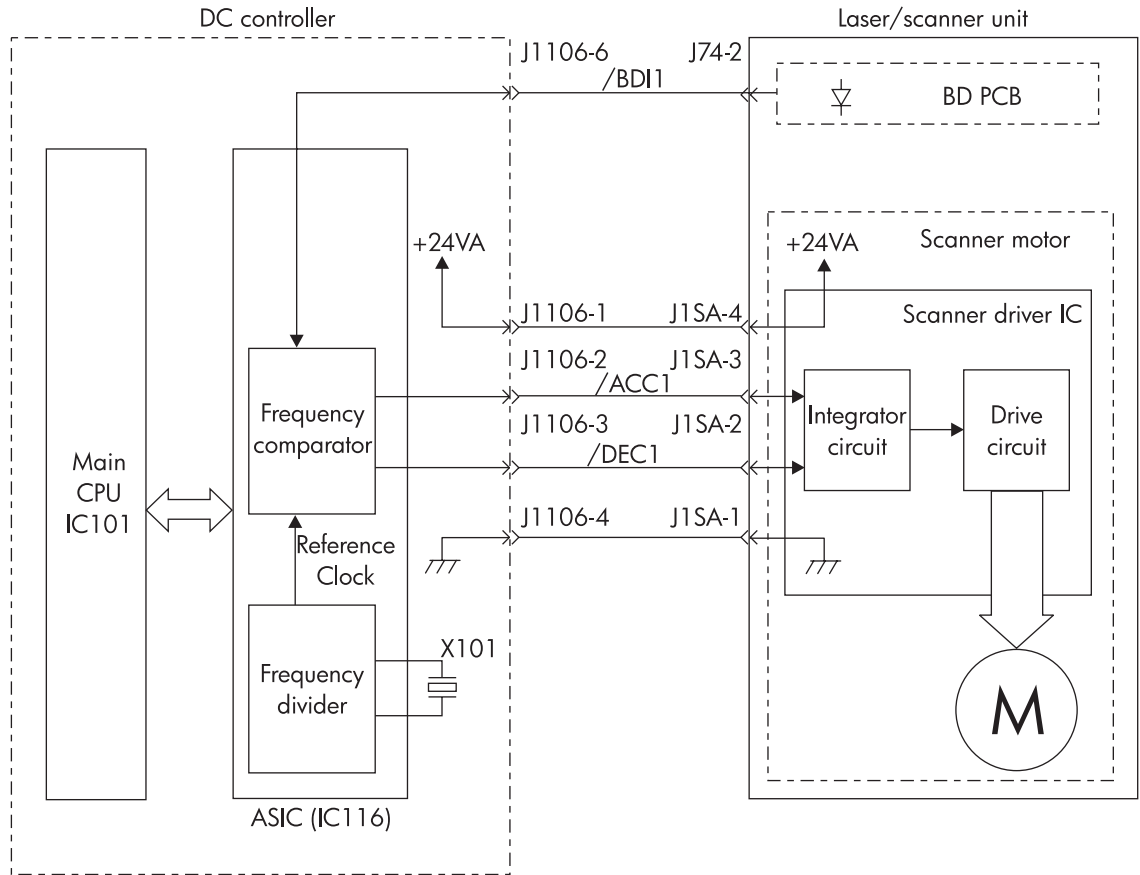 DC controller
Laser/scanner unit
J1106-6
J74-2
/BDI1
BD PCB
+24VA
+24VA
Scanner motor
J1106-1
J1SA-4
Scanner driver IC
J1106-2
J1SA-3
/ACC1
Frequency
comparator
Integrator
circuit
Drive
circuit
J1106-3
J1SA-2
/DEC1
Main
CPU
IC101
J1106-4
J1SA-1
Reference
Clock
X101
Frequency
divider
M
ASIC (IC116)